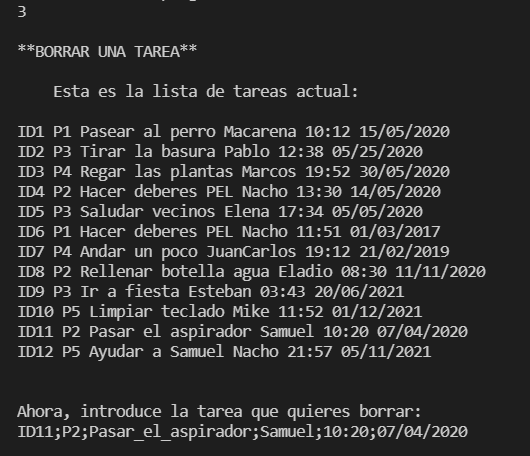 3
**BORRAR UNA TAREA**
Esta es la lista de tareas actual:
ID1 P1 Pasear al perro Macarena 10:12 15/05/2020
ID2 P3 Tirar la basura Pablo 12:38 05/25/2020
ID3 P4 Regar las plantas Marcos 19:52 30/05/2020
ID4 P2 Hacer deberes PEL Nacho 13:30 14/05/2020
ID5 P3 Saludar vecinos Elena 17:34 05/05/2020
ID6 P1 Hacer deberes PEL Nacho 11:51 01/03/2017
ID7 P4 Andar un poco JuanCarlos 19:12 21/02/2019
ID8 P2 Rellenar botella agua Eladio 08:30 11/11/2020
ID9 P3 Ir a fiesta Esteban 03:43 20/06/2021
ID10 P5 Limpiar teclado Mike 11:52 01/12/2021
ID11 P2 Pasar el aspirador Samuel 10:20 07/04/2020
ID12 P5 Ayudar a Samuel Nacho 21:57 05/11/2021
Ahora, introduce la tarea que quieres borrar:
ID11;P2;Pasar_el_aspirador;Samuel;10:20;07/04/2020